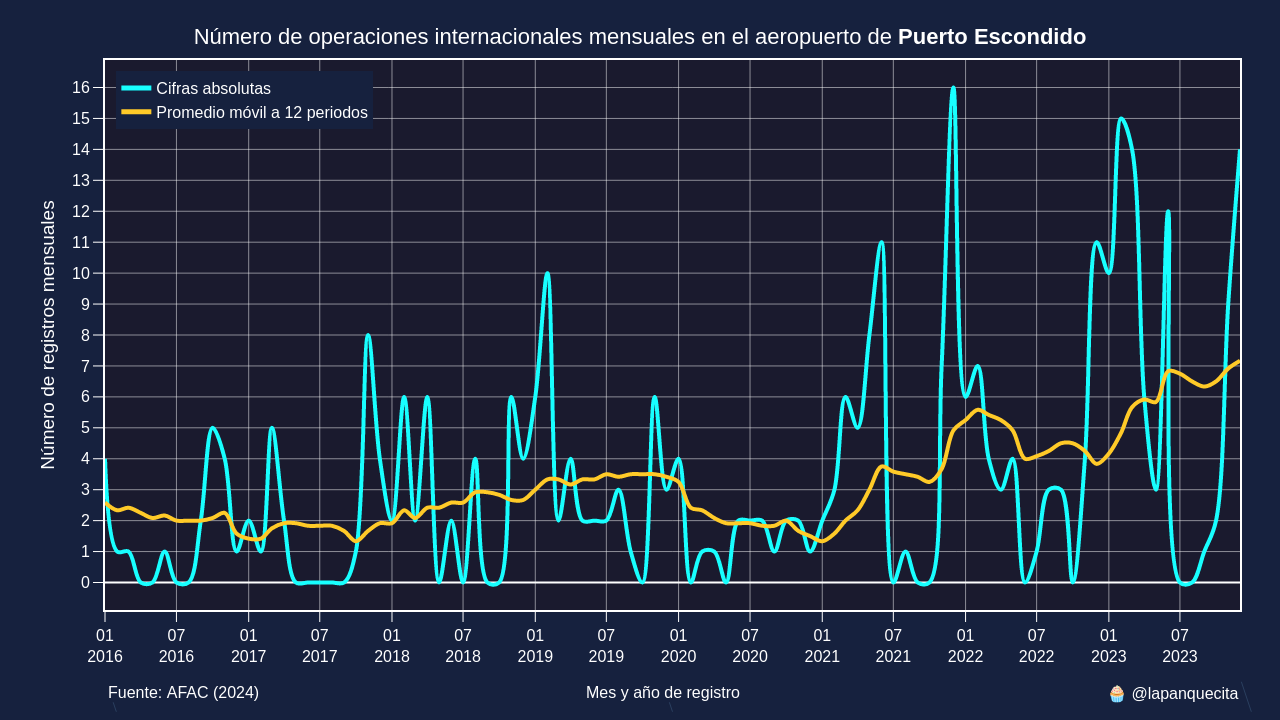 Número de operaciones internacionales mensuales en el aeropuerto de Puerto Escondido
Cifras absolutas
Promedio móvil a 12 periodos
Número de registros mensuales
16
15
14
13
12
11
10
9
8
7
6
5
4
3
2
1
0
01 07 01 07 01 07 01 07 01 07 01 07 01 07 01 07
2016 2016 2017 2017 2018 2018 2019 2019 2020 2020 2021 2021 2022 2022 2023 2023
Fuente: AFAC (2024) Mes y año de registro 🧁 @lapanquecita